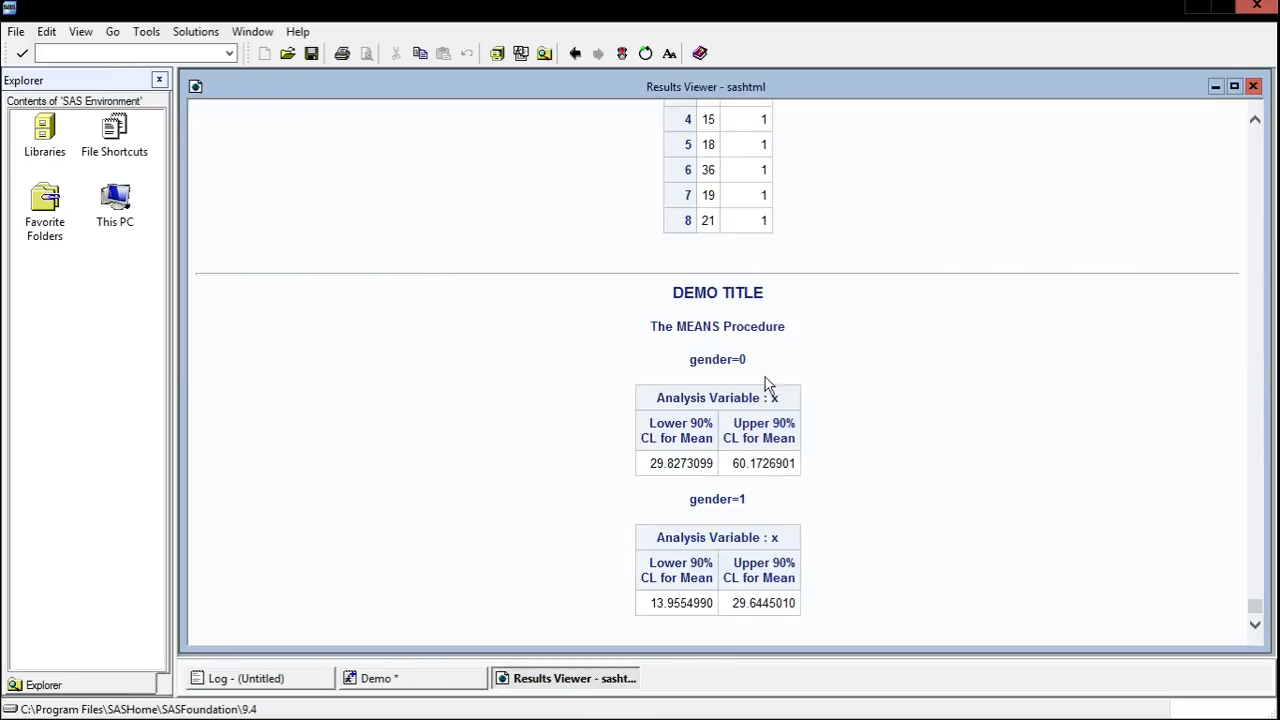 sas
File Edit View Go Tools Solutions Window Help
Explorer
Contents of 'SAS Environment'
Libraries
File Shortcuts
Favorite Folders
This PC
Results Viewer - sashtml
4 15 1
5 18 1
6 36 1
7 19 1
8 21 1
DEMO TITLE
The MEANS Procedure
gender=0
Analysis Variable : x
Lower 90% Upper 90%
CL for Mean CL for Mean
29.8273099 60.1726901
gender=1
Analysis Variable : x
Lower 90% Upper 90%
CL for Mean CL for Mean
13.9554990 29.6445010
Explorer
Log - (Untitled)
Demo *
Results Viewer - sasht...
C:\Program Files\SASHome\SASFoundation\9.4